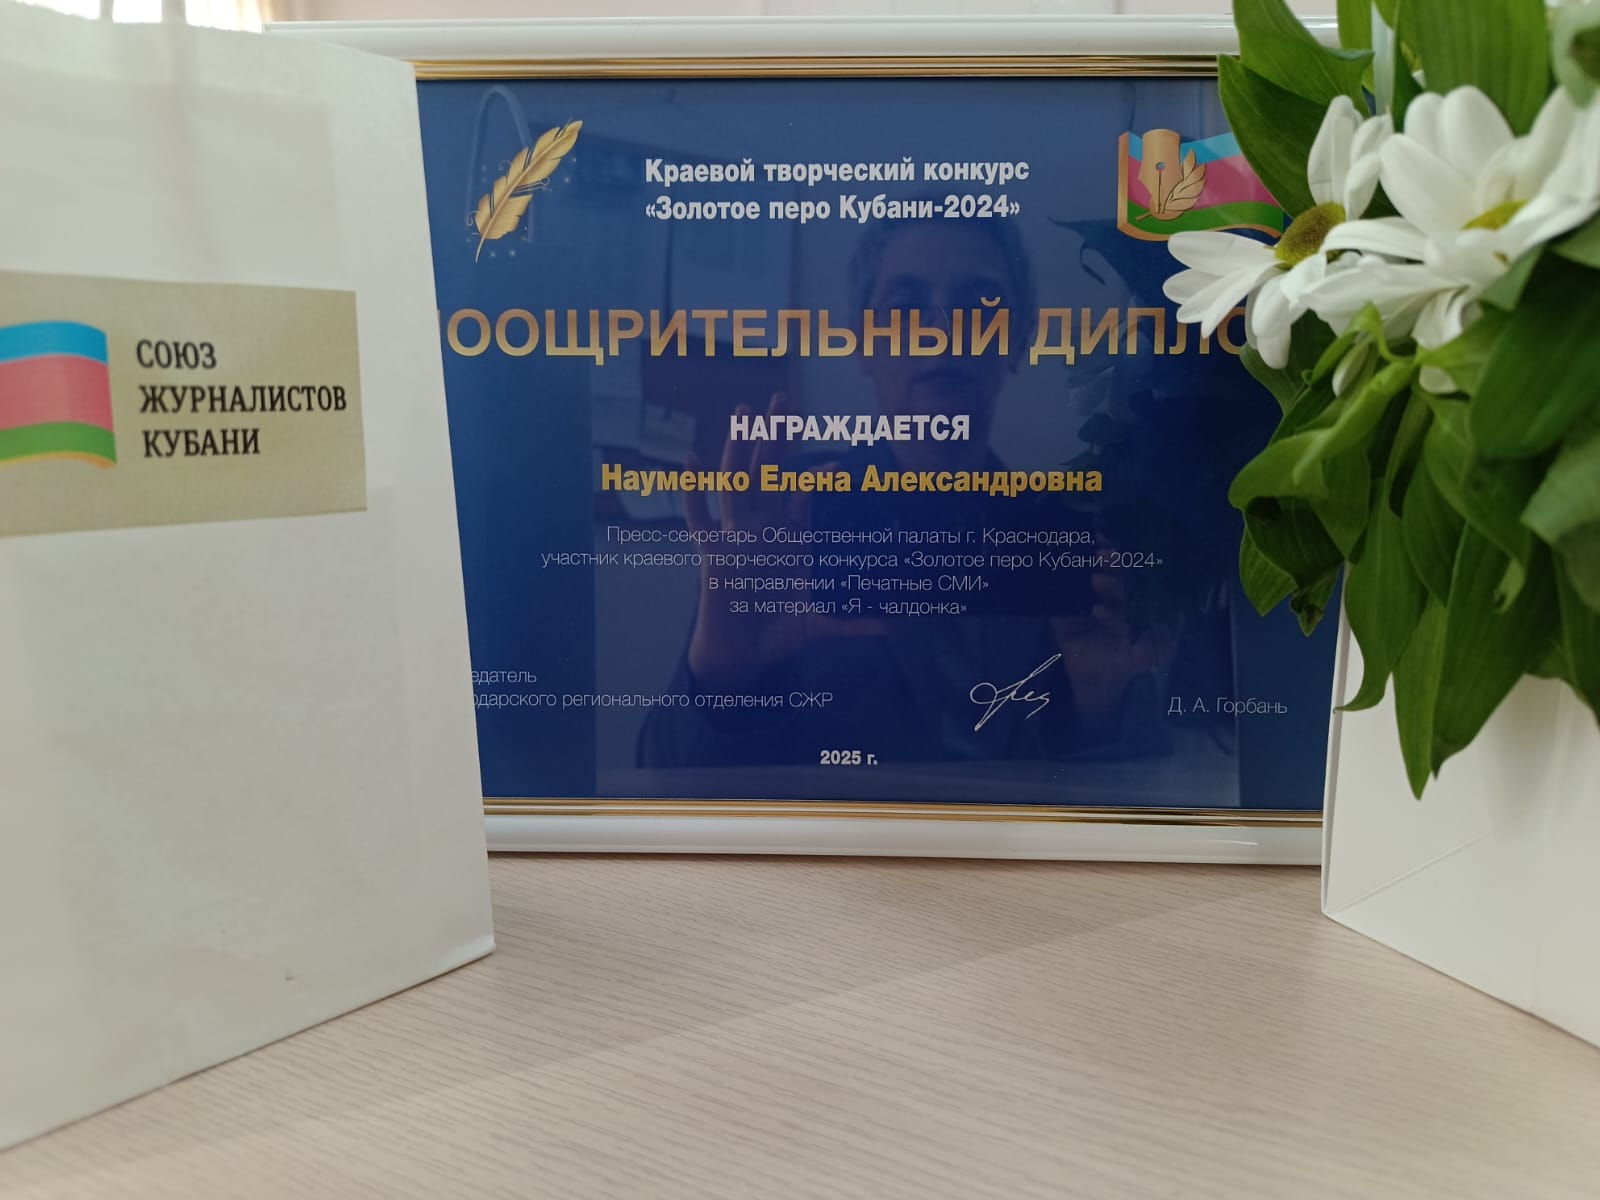 СОЮЗ
ЖУРНАЛИСТОВ
КУБАНИ
Краевой творческий конкурс
«Золотое перо Кубани-2024»
ООЩРИТЕЛЬНЫЙ ДИПЛО
НАГРАЖДАЕТСЯ
Науменко Елена Александровна
Пресс-секретарь Общественной палаты г. Краснодара,
участник краевого творческого конкурса «Золотое перо Кубани-2024»
в направлении «Печатные СМИ»
за материал «Я - чалдонка»
едатель
одарского регионального отделения СЖР
Д. А. Горбань
2025 г.